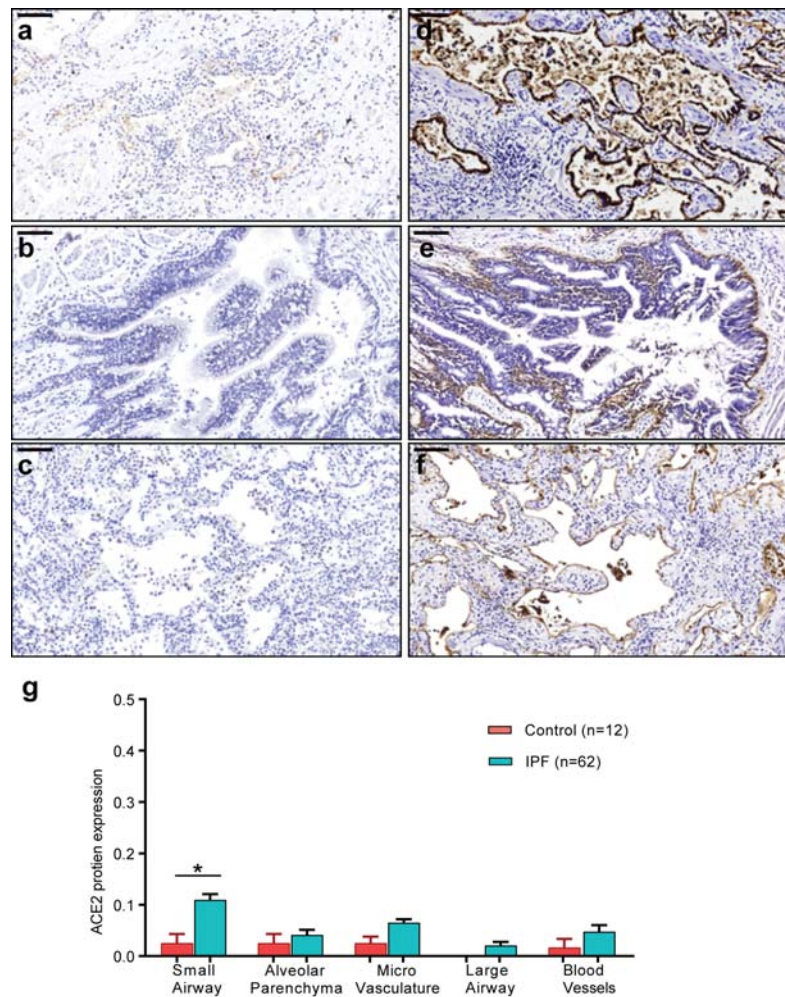 a
d
b
e
c
f
g
0.5
0.4
0.3
0.2
0.1
0.0
ACE2 protien expression
Control (n=12)
IPF (n=62)
*
Small
Airway
Alveolar
Parenchyma
Micro
Vasculature
Large
Airway
Blood
Vessels